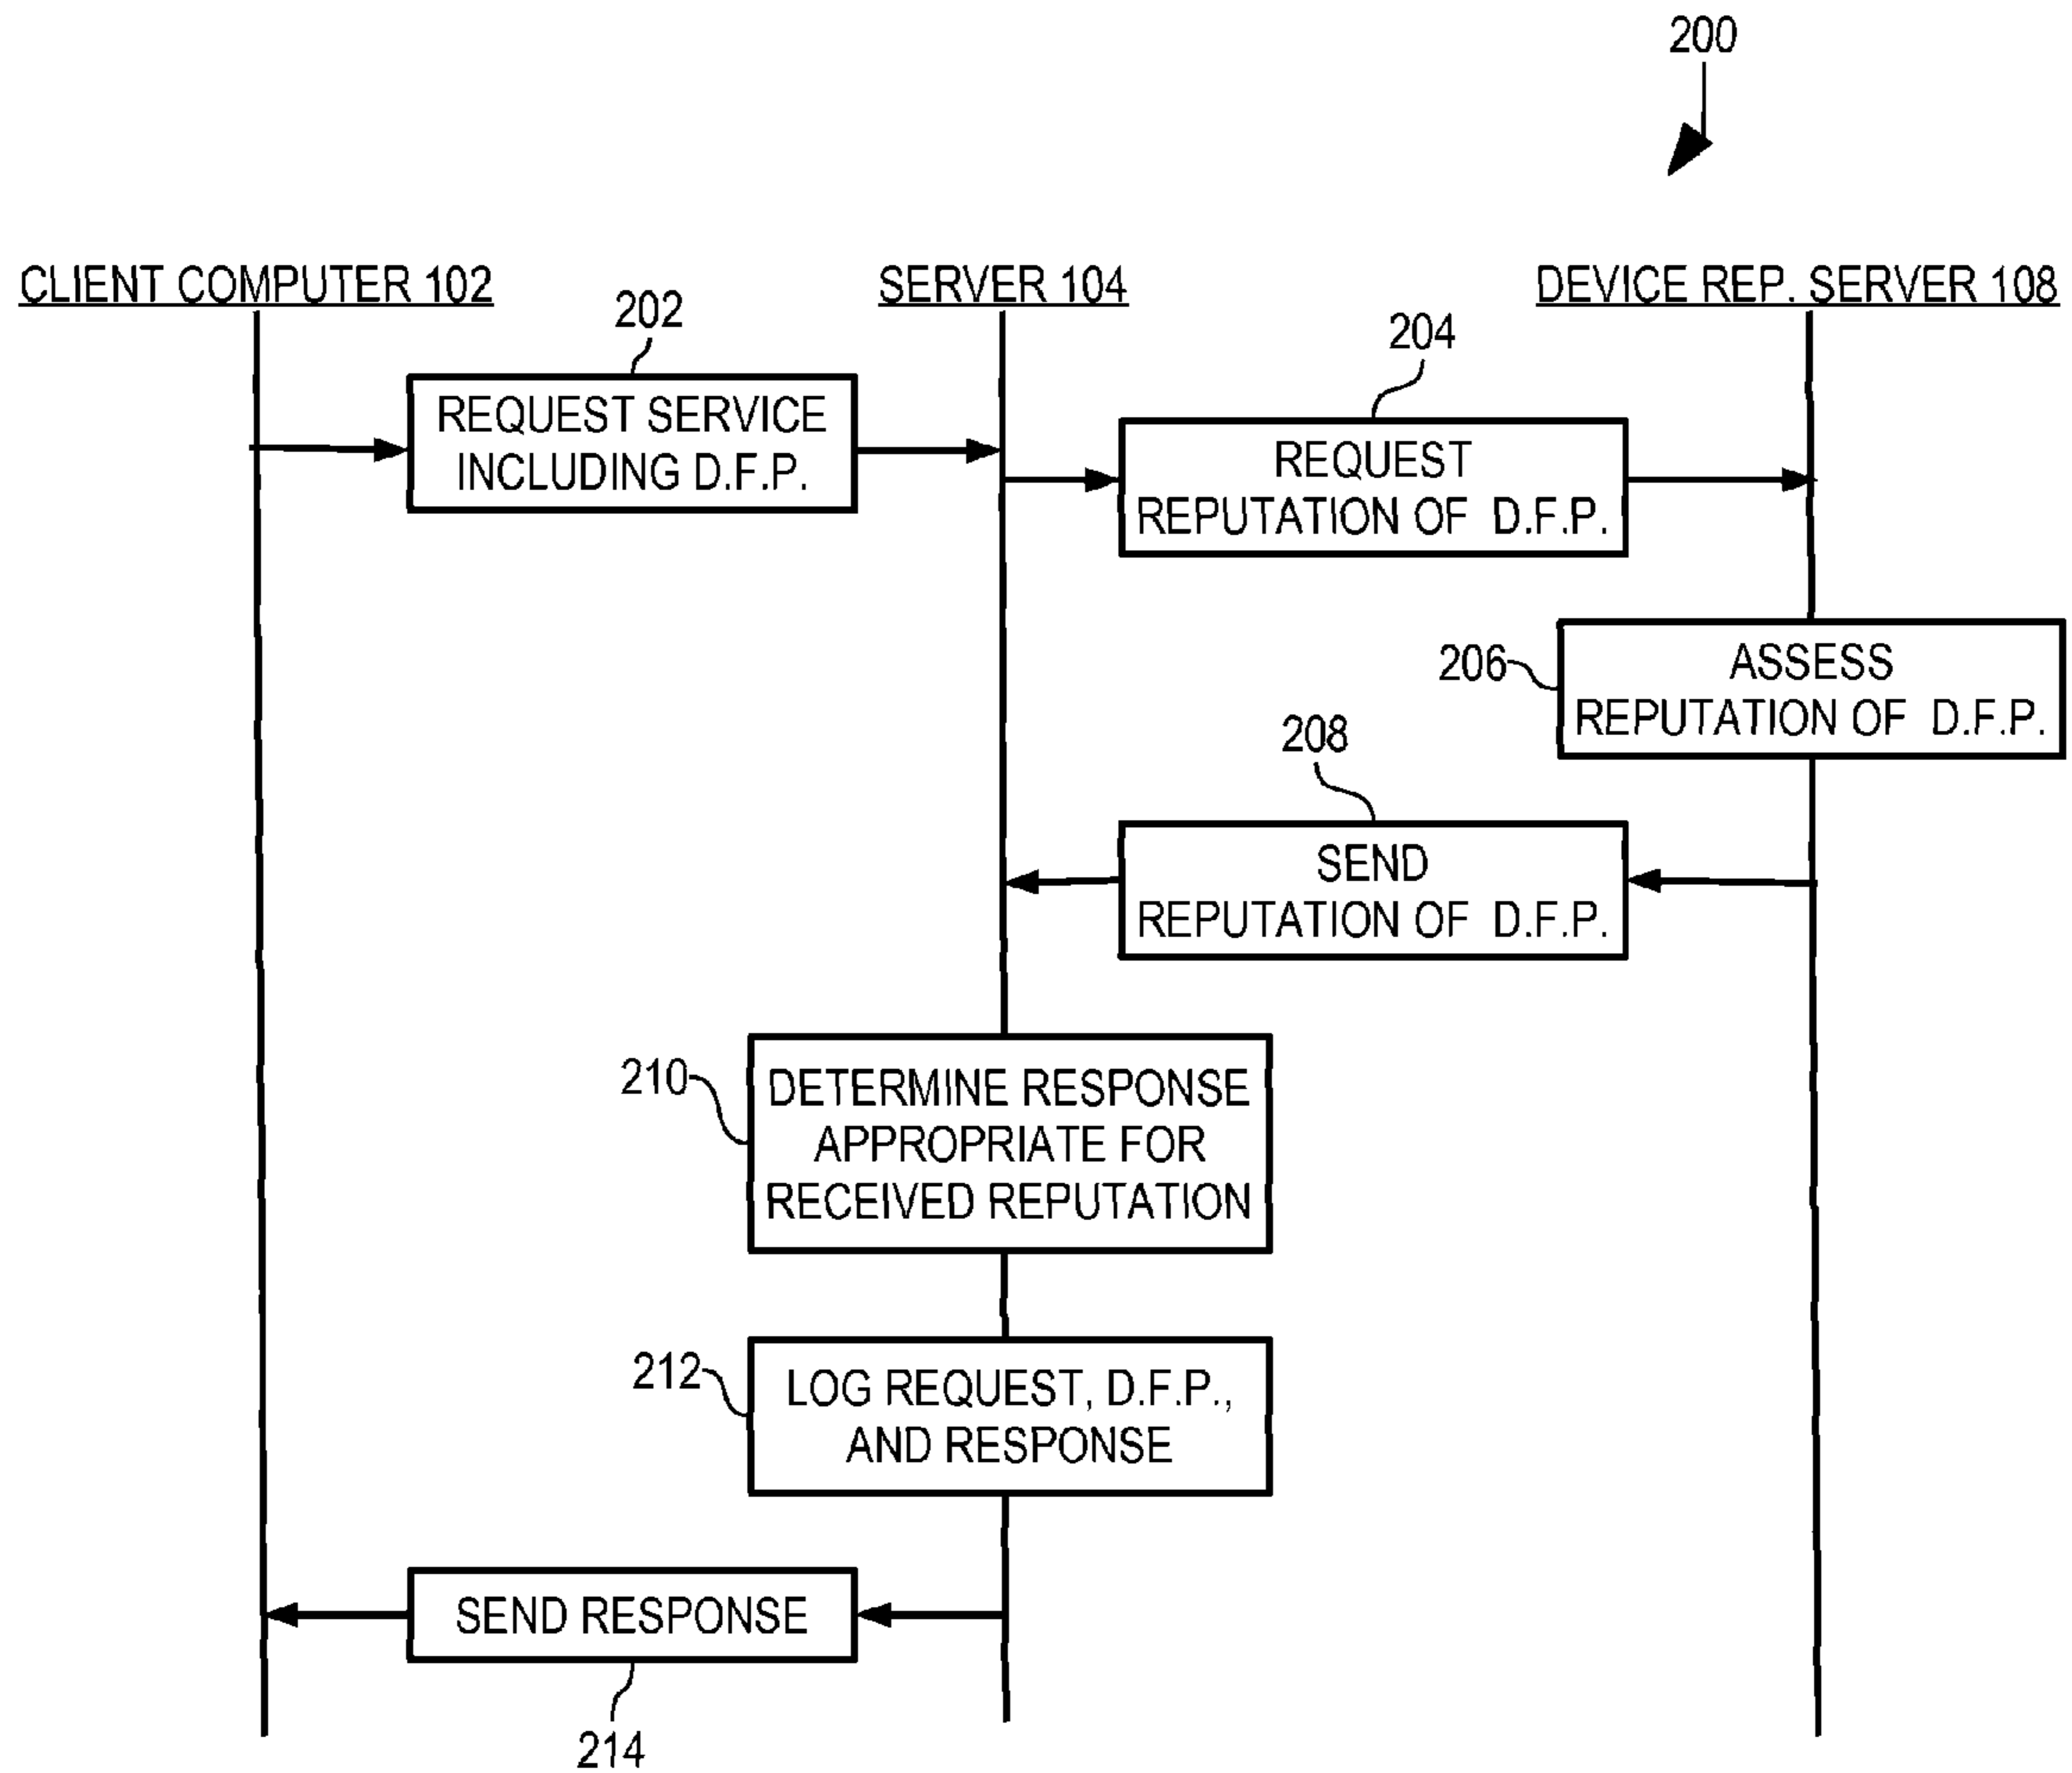 200
CLIENT COMPUTER 102
SERVER 104
DEVICE REP. SERVER 108
202
REQUEST SERVICE
INCLUDING D.F.P.
204
REQUEST
REPUTATION OF D.F.P.
206
ASSESS
REPUTATION OF D.F.P.
208
SEND
REPUTATION OF D.F.P.
210
DETERMINE RESPONSE
APPROPRIATE FOR
RECEIVED REPUTATION
212
LOG REQUEST, D.F.P.,
AND RESPONSE
SEND RESPONSE
214